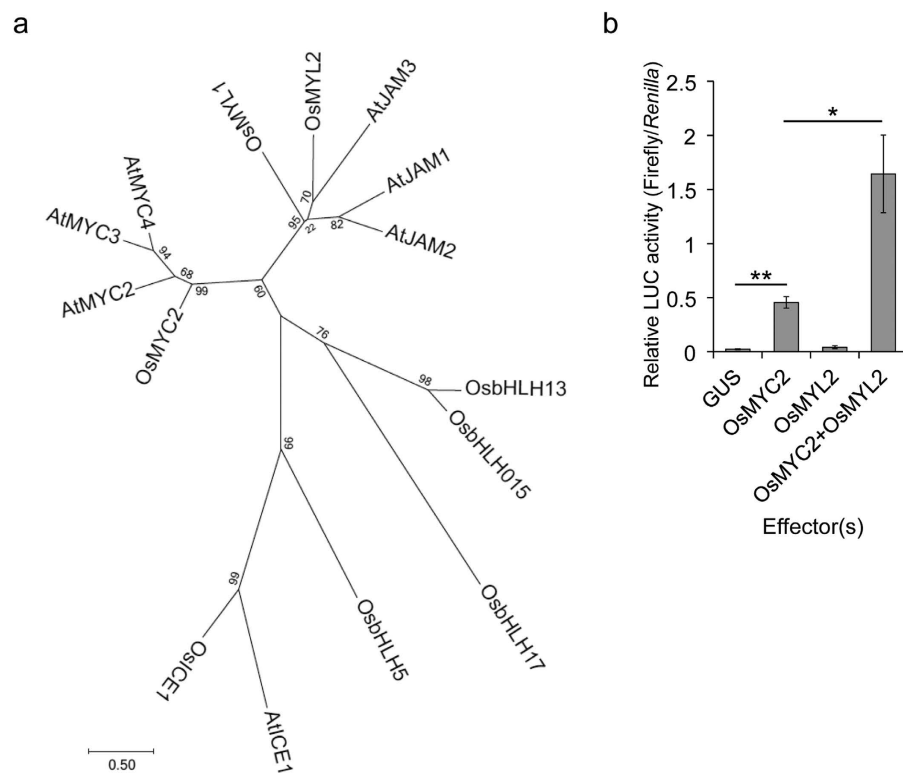 a
OsMYL1
OsMYL2
AtJAM3
AtJAM1
AtJAM2
AtMYC4
AtMYC3
AtMYC2
OsMYC2
95
70
22
82
94
68
99
60
76
98
OsbHLH13
OsbHLH015
66
99
OsICE1
OsbHLH5
OsbHLH17
AtICE1
0.50
b
Relative LUC activity (Firefly/Renilla)
2.5
2
1.5
1
0.5
0
*
**
GUS
OsMYC2
OsMYL2
OsMYC2+OsMYL2
Effector(s)